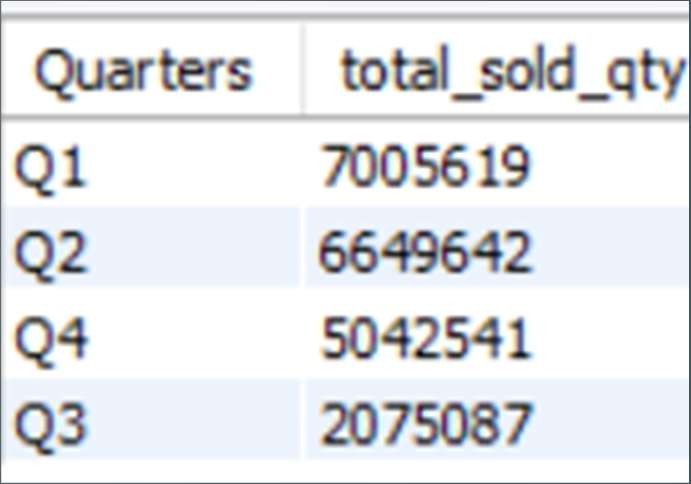 Quarters total_sold_qty
Q1 7005619
Q2 6649642
Q4 5042541
Q3 2075087